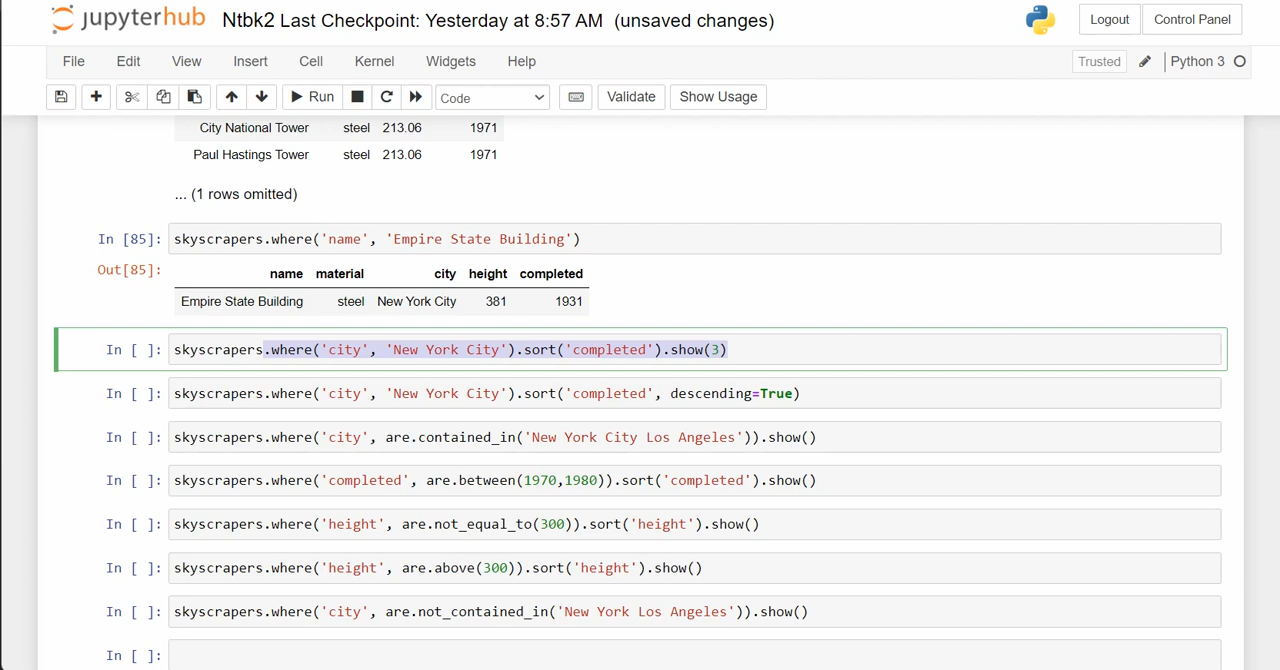 jupyterhub Ntbk2 Last Checkpoint: Yesterday at 8:57 AM (unsaved changes) Logout Control Panel
File Edit View Insert Cell Kernel Widgets Help Trusted Python 3
Run Code Validate Show Usage
City National Tower steel 213.06 1971
Paul Hastings Tower steel 213.06 1971
... (1 rows omitted)
In [85]: skyscrapers.where('name', 'Empire State Building')
Out[85]:
name material city height completed
Empire State Building steel New York City 381 1931
In [ ]: skyscrapers.where('city', 'New York City').sort('completed').show(3)
In [ ]: skyscrapers.where('city', 'New York City').sort('completed', descending=True)
In [ ]: skyscrapers.where('city', are.contained_in('New York City Los Angeles')).show()
In [ ]: skyscrapers.where('completed', are.between(1970,1980)).sort('completed').show()
In [ ]: skyscrapers.where('height', are.not_equal_to(300)).sort('height').show()
In [ ]: skyscrapers.where('height', are.above(300)).sort('height').show()
In [ ]: skyscrapers.where('city', are.not_contained_in('New York Los Angeles')).show()
In [ ]: